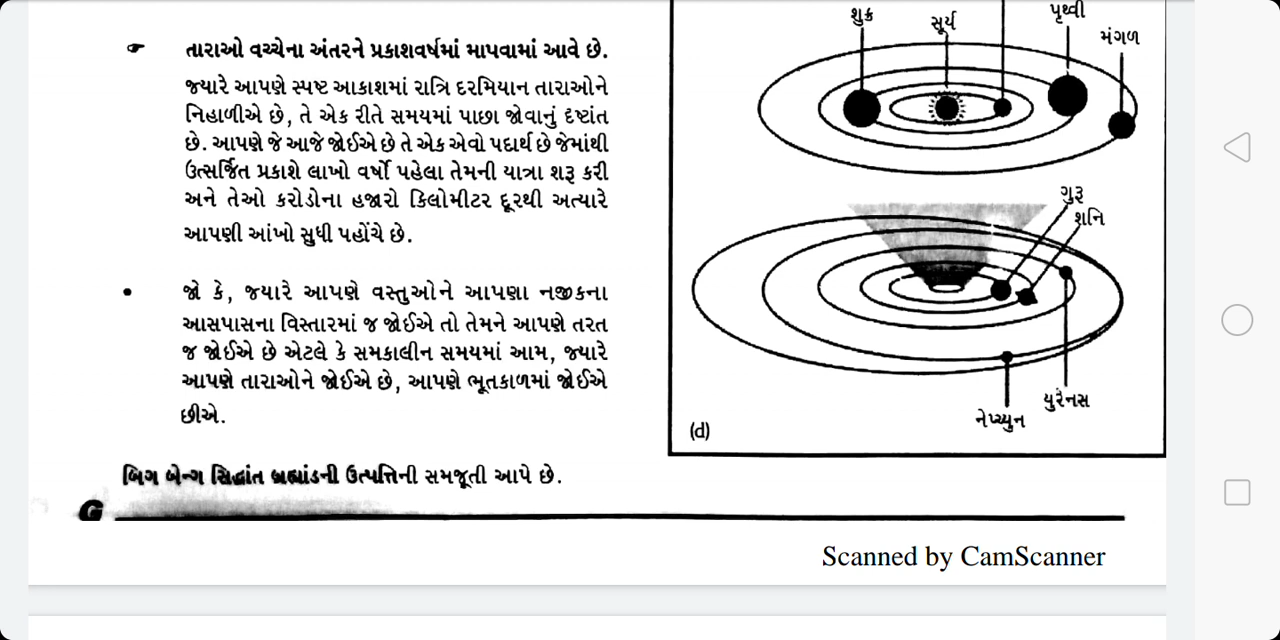 ☞ તારાઓ વચ્ચેના અંતરને પ્રકાશવર્ષમાં માપવામાં આવે છે.
જ્યારે આપણે સ્પષ્ટ આકાશમાં રાત્રિ દરમિયાન તારાઓને
નિહાળીએ છે, તે એક રીતે સમયમાં પાછા જોવાનું દૃષ્ટાંત
છે. આપણે જે આજે જોઈએ છે તે એક એવો પદાર્થ છે જેમાંથી
ઉત્સર્જિત પ્રકાશે લાખો વર્ષો પહેલા તેમની યાત્રા શરૂ કરી
અને તેઓ કરોડોના હજારો કિલોમીટર દૂરથી અત્યારે
આપણી આંખો સુધી પહોંચે છે.
• જો કે, જયારે આપણે વસ્તુઓને આપણા નજીકના
આસપાસના વિસ્તારમાં જ જોઈએ તો તેમને આપણે તરત
જ જોઈએ છે એટલે કે સમકાલીન સમયમાં આમ, જ્યારે
આપણે તારાઓને જોઈએ છે, આપણે ભૂતકાળમાં જોઈએ
છીએ.
બિગ બેન્ગ સિદ્ધાંત બ્રહ્માંડની ઉત્પત્તિની સમજૂતી આપે છે.
શુક્ર
સૂર્ય
પૃથ્વી
મંગળ
ગુરૂ
શનિ
યુરેનસ
નેપ્ચ્યુન
(d)
G
Scanned by CamScanner